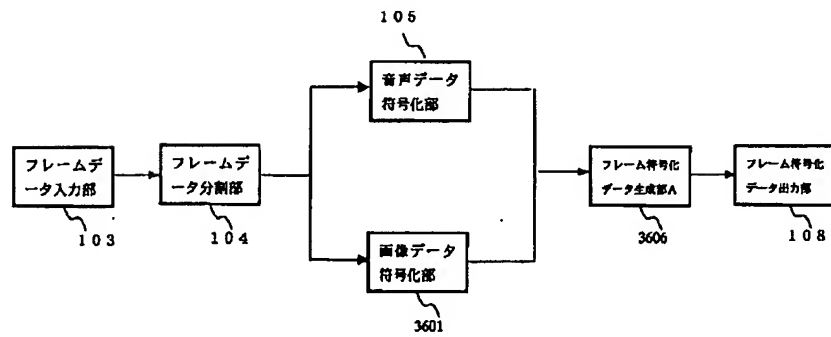 105
音声データ
符号化部
フレームデ
ータ入力部
103
フレームデ
ータ分割部
104
画像データ
符号化部
3601
フレーム符号化
データ生成部A
3606
フレーム符号化
データ出力部
108